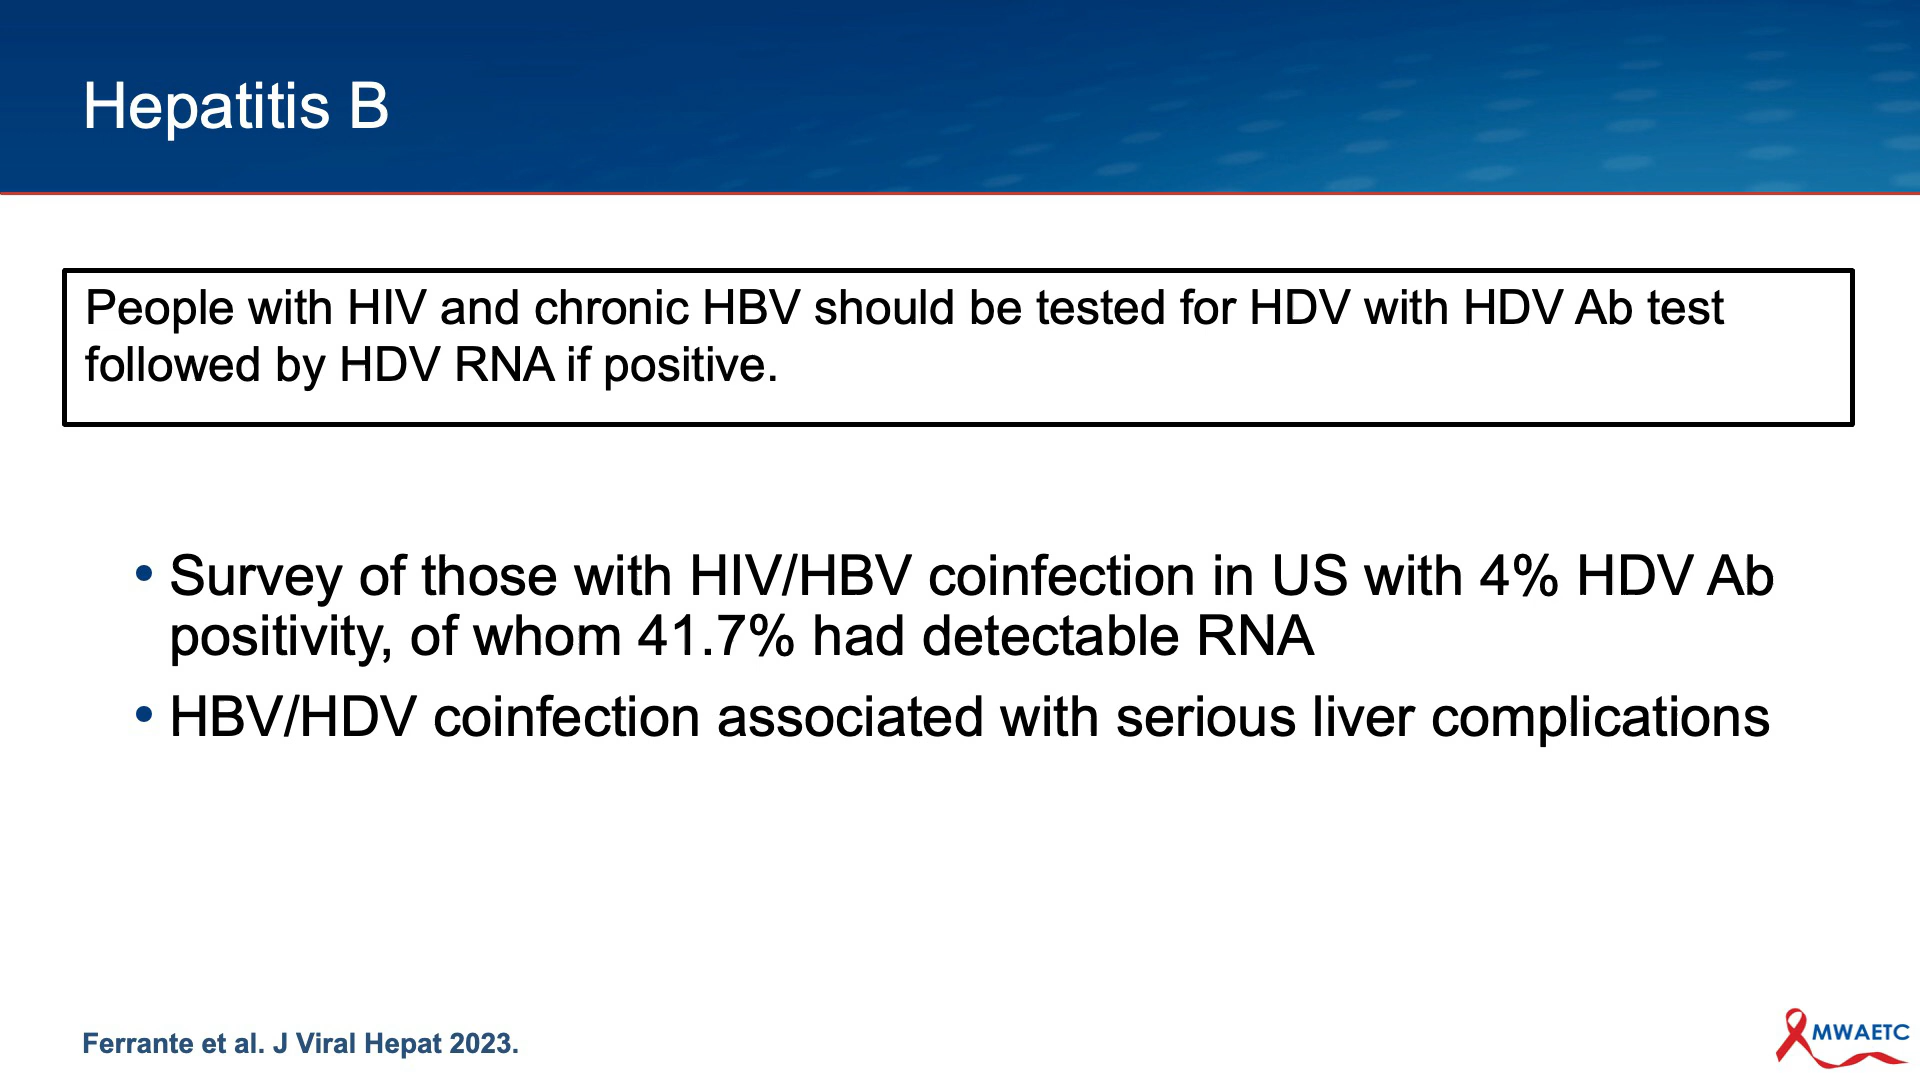 Hepatitis B
People with HIV and chronic HBV should be tested for HDV with HDV Ab test
followed by HDV RNA if positive.
• Survey of those with HIV/HBV coinfection in US with 4% HDV Ab
positivity, of whom 41.7% had detectable RNA
• HBV/HDV coinfection associated with serious liver complications
Ferrante et al. J Viral Hepat 2023.
MWAETC